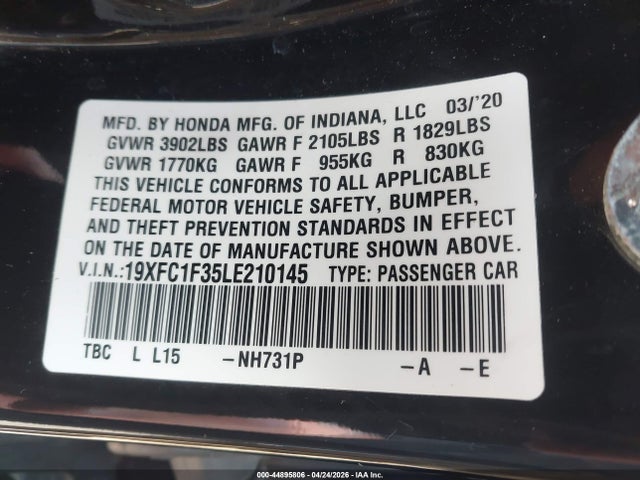 MFD. BY HONDA MFG. OF INDIANA, LLC 03/'20
GVWR 3902LBS GAWR F 2105LBS R 1829LBS
GVWR 1770KG GAWR F 955KG R 830KG
THIS VEHICLE CONFORMS TO ALL APPLICABLE
FEDERAL MOTOR VEHICLE SAFETY, BUMPER,
AND THEFT PREVENTION STANDARDS IN EFFECT
ON THE DATE OF MANUFACTURE SHOWN ABOVE.
V.I.N.:19XFC1F35LE210145 TYPE: PASSENGER CAR
TBC L L15 -NH731P -A -E
000-44895806 - 04/24/2026 - IAA Inc.